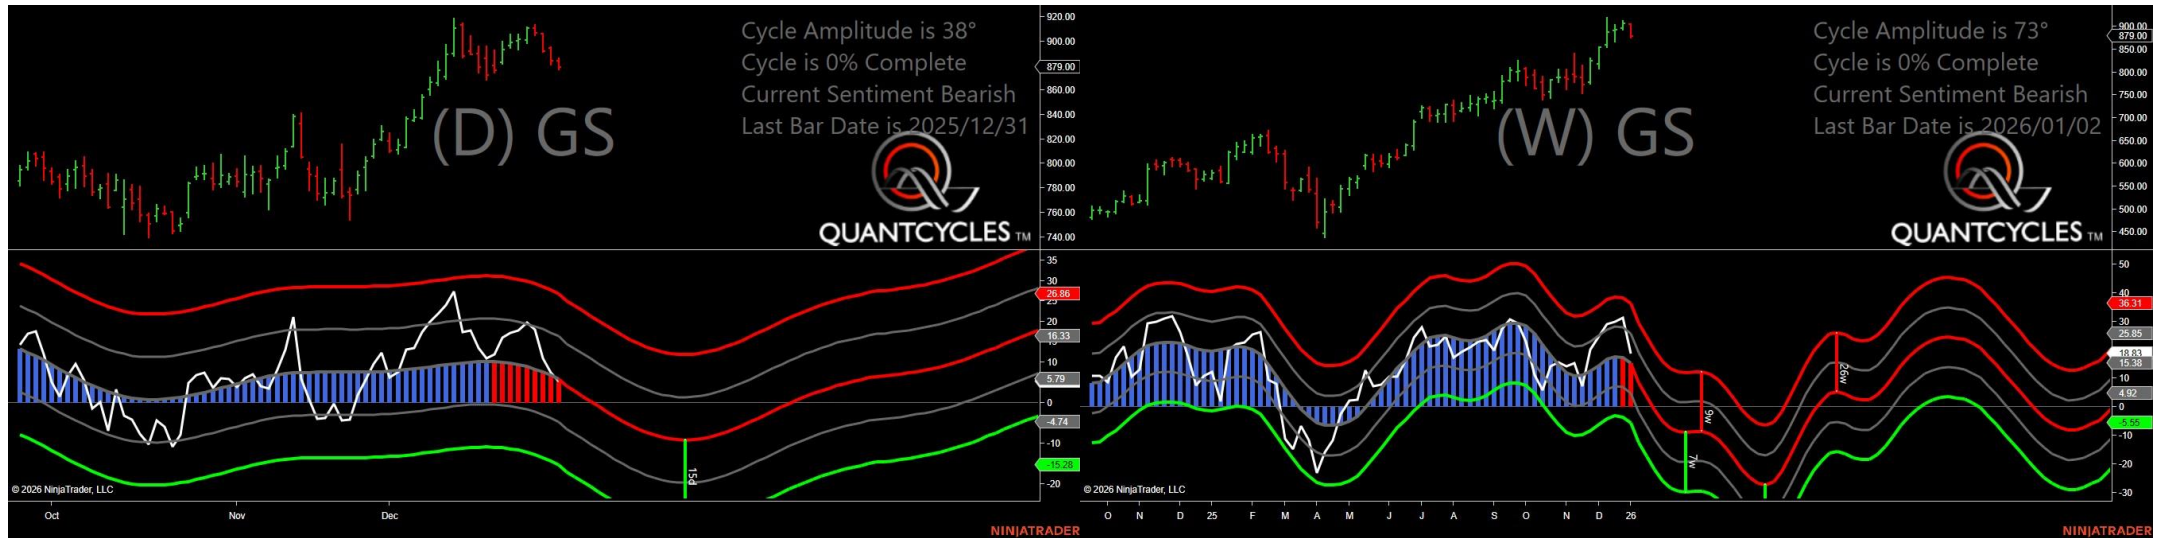 Cycle Amplitude is 38°
Cycle is 0% Complete
Current Sentiment Bearish
Last Bar Date is 2025/12/31
(D) GS
QUANTCYCLES TM
920.00
900.00
879.00
860.00
840.00
820.00
800.00
780.00
760.00
740.00
35
30
26.86
25
16.33
15
10
5.79
0
-4.74
-10
-15.28
-20
15d
© 2026 NinjaTrader, LLC
Oct Nov Dec
NINJATRADER
Cycle Amplitude is 73°
Cycle is 0% Complete
Current Sentiment Bearish
Last Bar Date is 2026/01/02
(W) GS
QUANTCYCLES TM
900.00
879.00
850.00
800.00
750.00
700.00
650.00
600.00
550.00
500.00
450.00
50
40
36.31
30
25.85
18.83
15.38
10
4.92
0
-5.55
-10
-20
-30
26w
9w
7w
© 2026 NinjaTrader, LLC
O N D 25 F M A M J J A S O N D 26
NINJATRADER